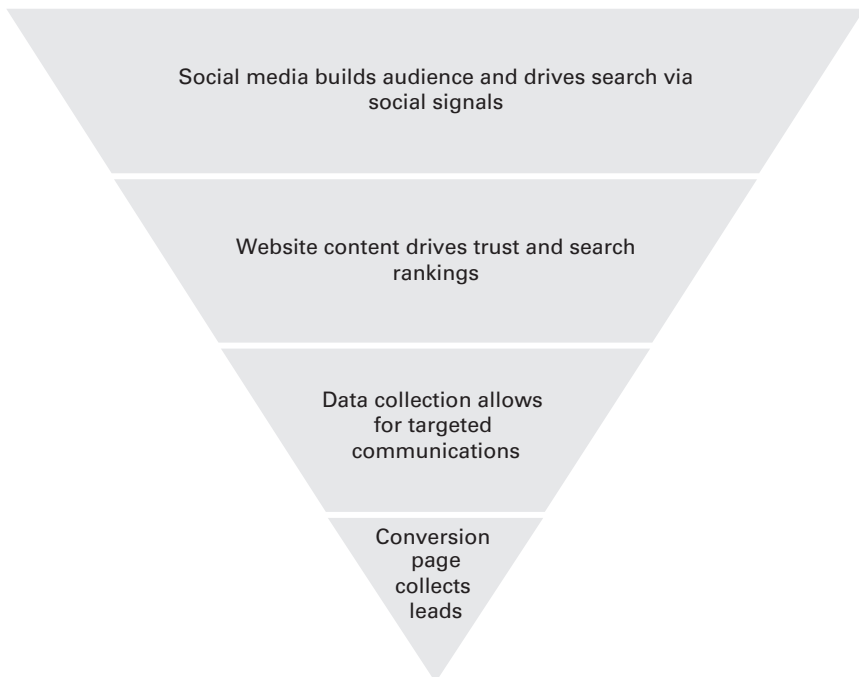 Social media builds audience and drives search via
social signals
Website content drives trust and search
rankings
Data collection allows
for targeted
communications
Conversion
page
collects
leads